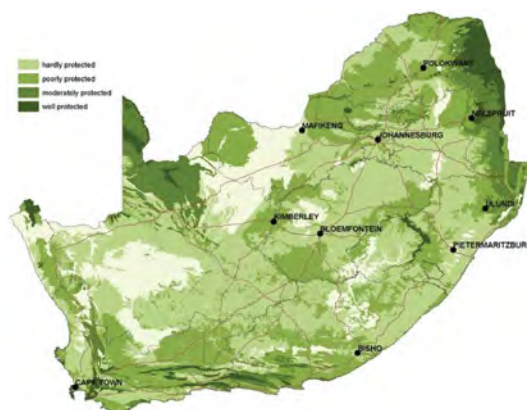 hardly protected
poorly protected
moderately protected
well protected
POLOKWANE
NELSPRUIT
MAFIKENG
JOHANNESBURG
ULUNDI
KIMBERLEY
BLOEMFONTEIN
PIETERMARITZBUR
BISHO
CAPE TOWN